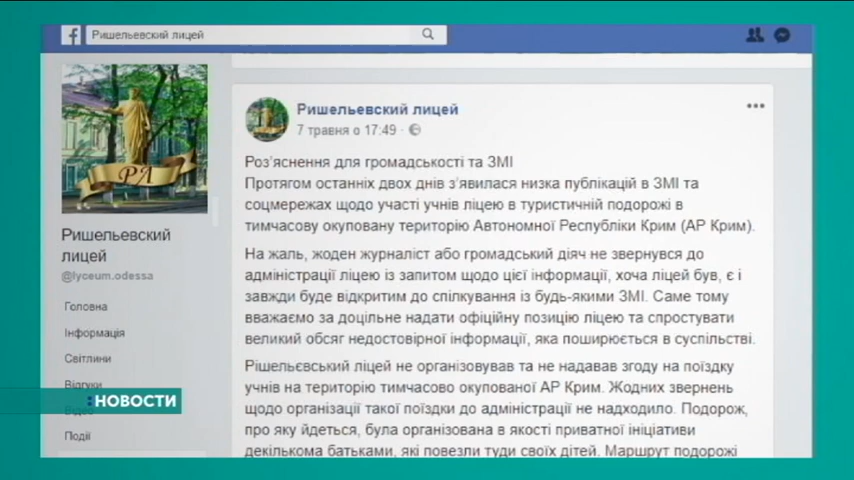 Ришельевский лицей
РЛ
Ришельевский
лицей
@lyceum.odessa
Головна
Інформація
Світлини
Відгуки
Події
НОВОСТИ
Ришельевский лицей
7 травня о 17:49 ·
Роз'яснення для громадськості та ЗМІ
Протягом останніх двох днів з'явилася низка публікацій в ЗМІ та
соцмережах щодо участі учнів ліцею в туристичній подорожі в
тимчасову окуповану територію Автономної Республіки Крим (АР Крим).
На жаль, жоден журналіст або громадський діяч не звернувся до
адміністрації ліцею із запитом щодо цієї інформації, хоча ліцей був, є і
завжди буде відкритим до спілкування із будь-якими ЗМІ. Саме тому
вважаємо за доцільне надати офіційну позицію ліцею та спростувати
великий обсяг недостовірної інформації, яка поширюється в суспільстві.
Рішельєвський ліцей не організовував та не надавав згоду на поїздку
учнів на територію тимчасово окупованої АР Крим. Жодних звернень
щодо організації такої поїздки до адміністрації не надходило. Подорож,
про яку йдеться, була організована в якості приватної ініціативи
декількома батьками, які повезли туди своїх дітей. Маршрут подорожі